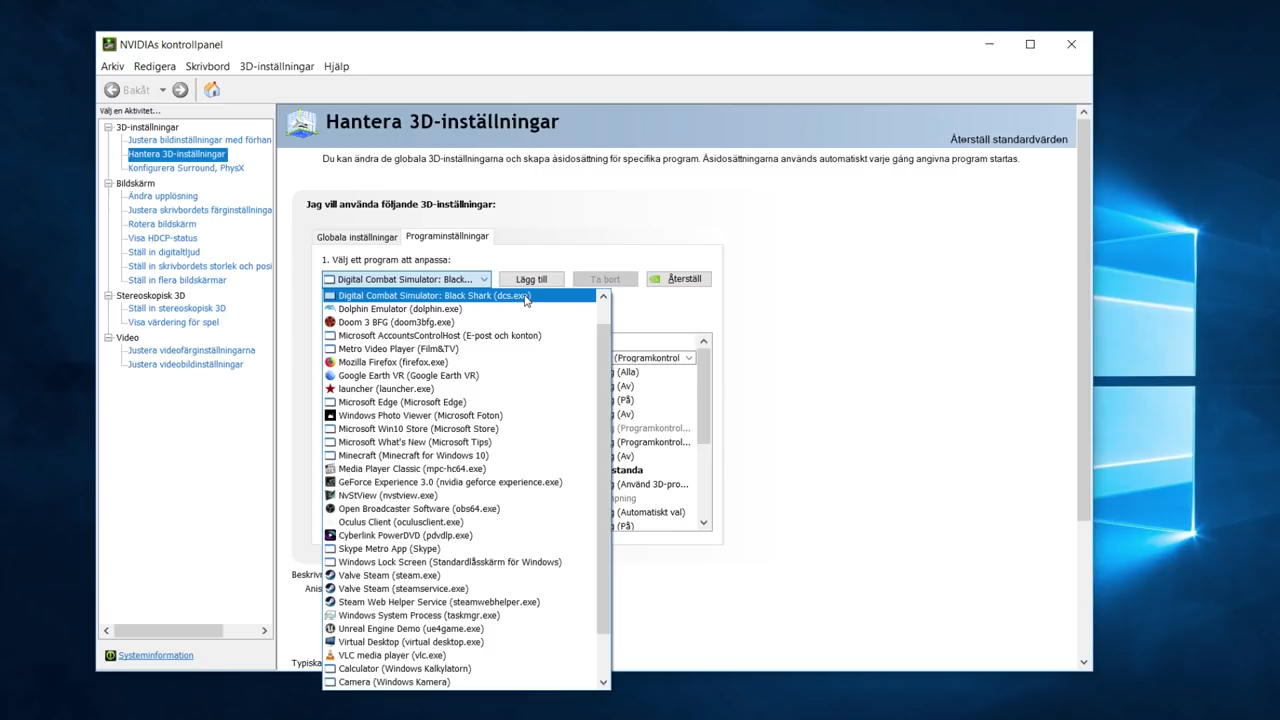 NVIDIAs kontrollpanel
Arkiv Redigera Skrivbord 3D-inställningar Hjälp
Bakåt
Välj en Aktivitet...
3D-inställningar
Justera bildinställningar med förhan
Hantera 3D-inställningar
Konfigurera Surround, PhysX
Bildskärm
Ändra upplösning
Justera skrivbordets färginställninga
Rotera bildskärm
Visa HDCP-status
Ställ in digitaltljud
Ställ in skrivbordets storlek och posi
Ställ in flera bildskärmar
Stereoskopisk 3D
Ställ in stereoskopisk 3D
Visa värdering för spel
Video
Justera videofärginställningarna
Justera videobildinställningar
Systeminformation
Hantera 3D-inställningar
Återställ standardvärden
Du kan ändra de globala 3D-inställningarna och skapa åsidosättning för specifika program. Åsidosättningarna används automatiskt varje gång angivna program startas.
Jag vill använda följande 3D-inställningar:
Globala inställningar Programinställningar
1. Välj ett program att anpassa:
Digital Combat Simulator: Black... Lägg till Ta bort Återställ
Digital Combat Simulator: Black Shark (dcs.exe)
Dolphin Emulator (dolphin.exe)
Doom 3 BFG (doom3bfg.exe)
Microsoft AccountsControlHost (E-post och konton)
Metro Video Player (Film&TV)
Mozilla Firefox (firefox.exe)
Google Earth VR (Google Earth VR)
launcher (launcher.exe)
Microsoft Edge (Microsoft Edge)
Windows Photo Viewer (Microsoft Foton)
Microsoft Win10 Store (Microsoft Store)
Microsoft What's New (Microsoft Tips)
Minecraft (Minecraft for Windows 10)
Media Player Classic (mpc-hc64.exe)
GeForce Experience 3.0 (nvidia geforce experience.exe)
NvStView (nvstview.exe)
Open Broadcaster Software (obs64.exe)
Oculus Client (oculusclient.exe)
Cyberlink PowerDVD (pdvdlp.exe)
Skype Metro App (Skype)
Windows Lock Screen (Standardlåsskärm för Windows)
Valve Steam (steam.exe)
Valve Steam (steamservice.exe)
Steam Web Helper Service (steamwebhelper.exe)
Windows System Process (taskmgr.exe)
Unreal Engine Demo (ue4game.exe)
Virtual Desktop (virtual desktop.exe)
VLC media player (vlc.exe)
Calculator (Windows Kalkylatorn)
Camera (Windows Kamera)
(Programkontrol
g (Alla)
g (Av)
g (På)
g (Av)
g (Programkontrol...
g (Programkontrol...
g (Av)
standa
g (Använd 3D-pro...
pning
g (Automatiskt val)
g (På)
Beskrivn
Anis
Typiska